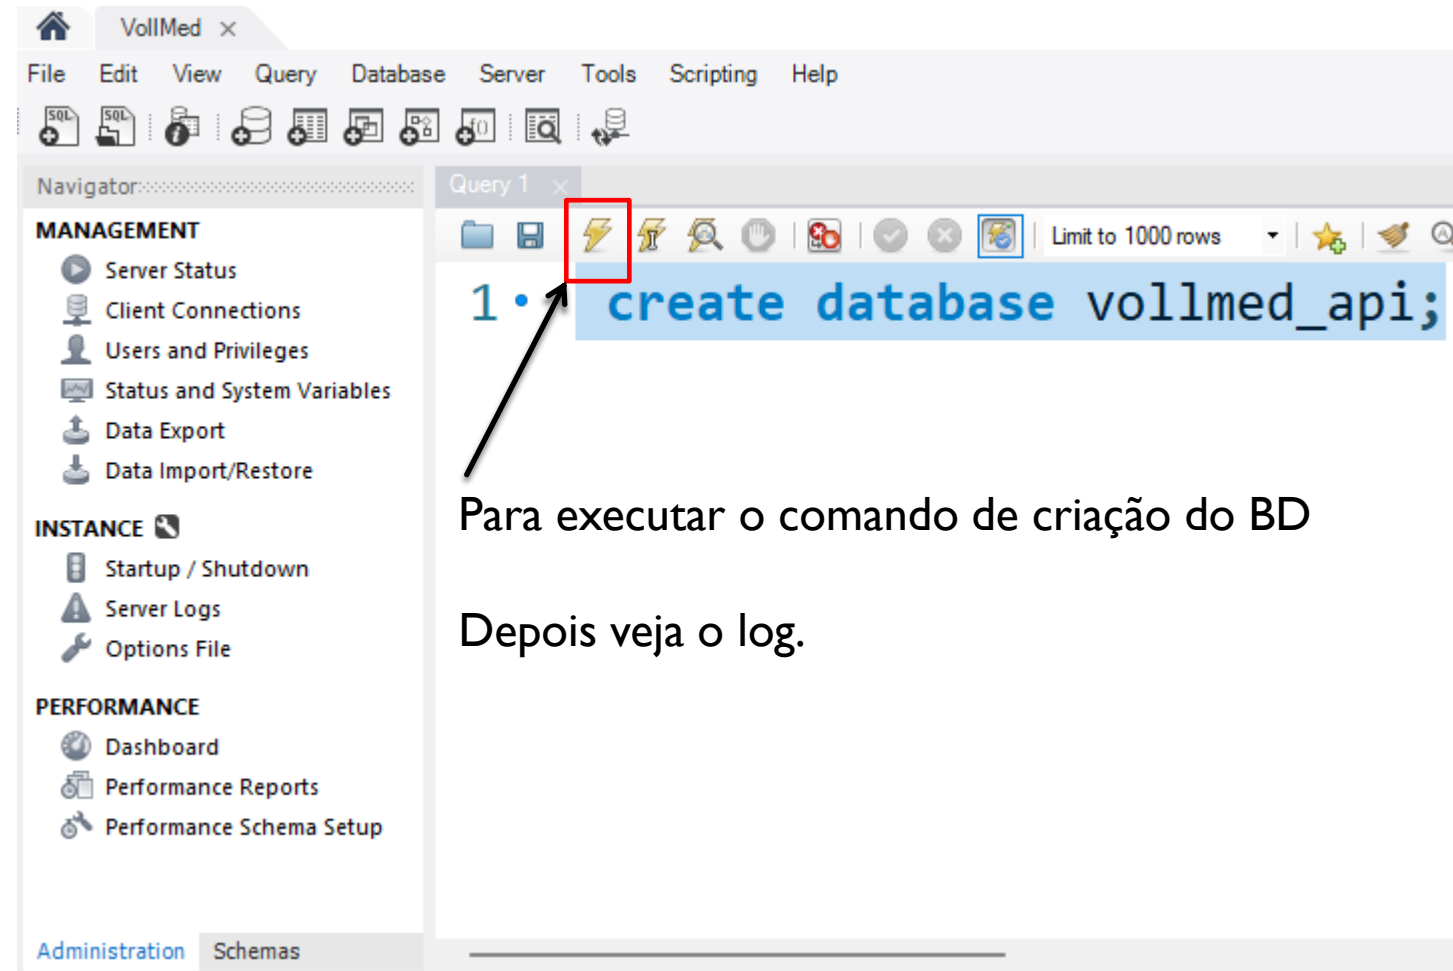 VollMed
File Edit View Query Database Server Tools Scripting Help
SQL SQL i f()
Navigator
Query 1
MANAGEMENT
Server Status
Client Connections
Users and Privileges
Status and System Variables
Data Export
Data Import/Restore
INSTANCE
Startup / Shutdown
Server Logs
Options File
PERFORMANCE
Dashboard
Performance Reports
Performance Schema Setup
Administration Schemas
Limit to 1000 rows
1 create database vollmed_api;
Para executar o comando de criação do BD
Depois veja o log.